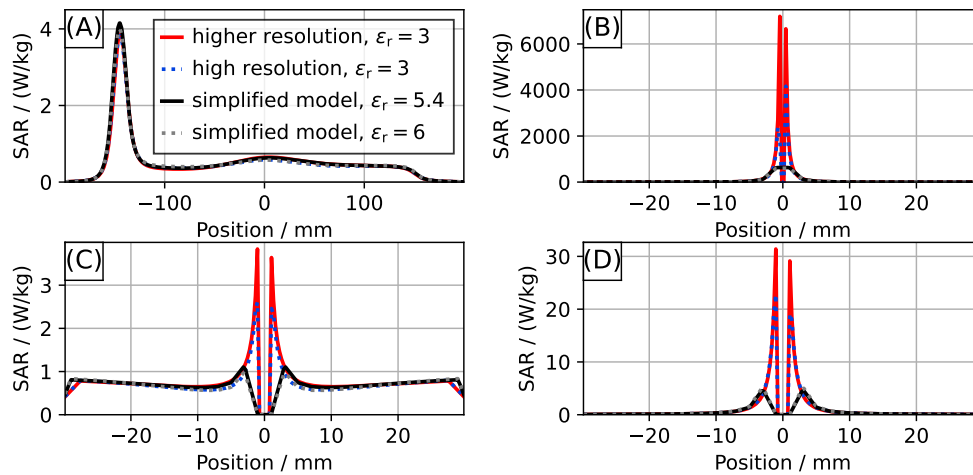 (A)
SAR / (W/kg)
4
2
0
higher resolution, εr = 3
high resolution, εr = 3
simplified model, εr = 5.4
simplified model, εr = 6
−100
0
100
Position / mm
(B)
SAR / (W/kg)
6000
4000
2000
0
−20
−10
0
10
20
Position / mm
(C)
SAR / (W/kg)
3
2
1
0
−20
−10
0
10
20
Position / mm
(D)
SAR / (W/kg)
30
20
10
0
−20
−10
0
10
20
Position / mm